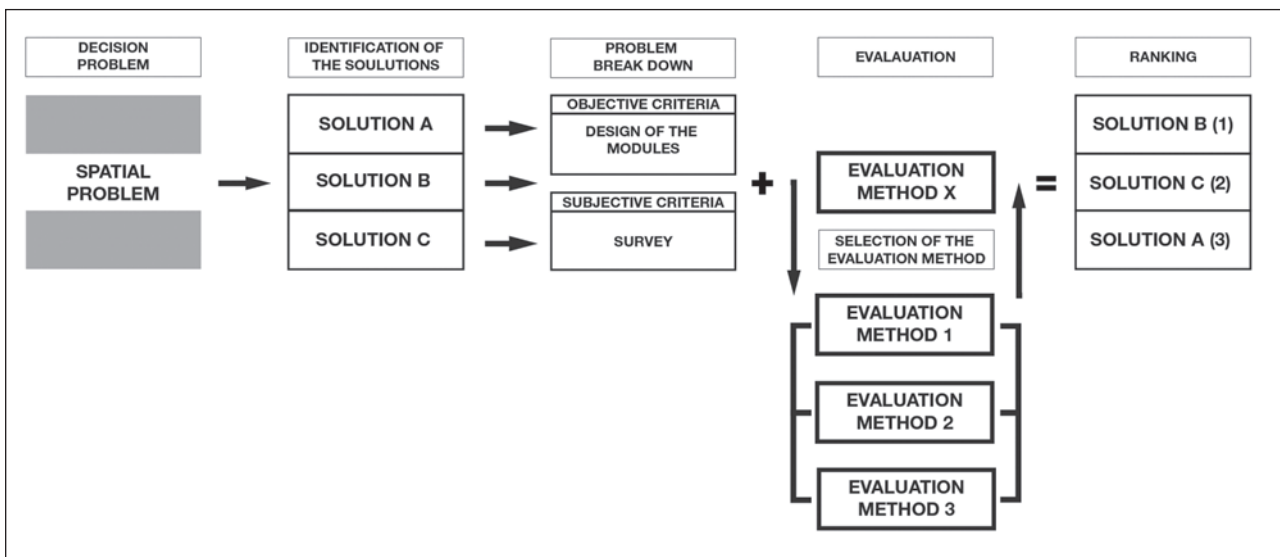 DECISION
PROBLEM
SPATIAL
PROBLEM
IDENTIFICATION OF
THE SOULUTIONS
SOLUTION A
SOLUTION B
SOLUTION C
PROBLEM
BREAK DOWN
OBJECTIVE CRITERIA
DESIGN OF THE
MODULES
SUBJECTIVE CRITERIA
SURVEY
+
EVALAUATION
EVALUATION
METHOD X
SELECTION OF THE
EVALUATION METHOD
EVALUATION
METHOD 1
EVALUATION
METHOD 2
EVALUATION
METHOD 3
=
RANKING
SOLUTION B (1)
SOLUTION C (2)
SOLUTION A (3)